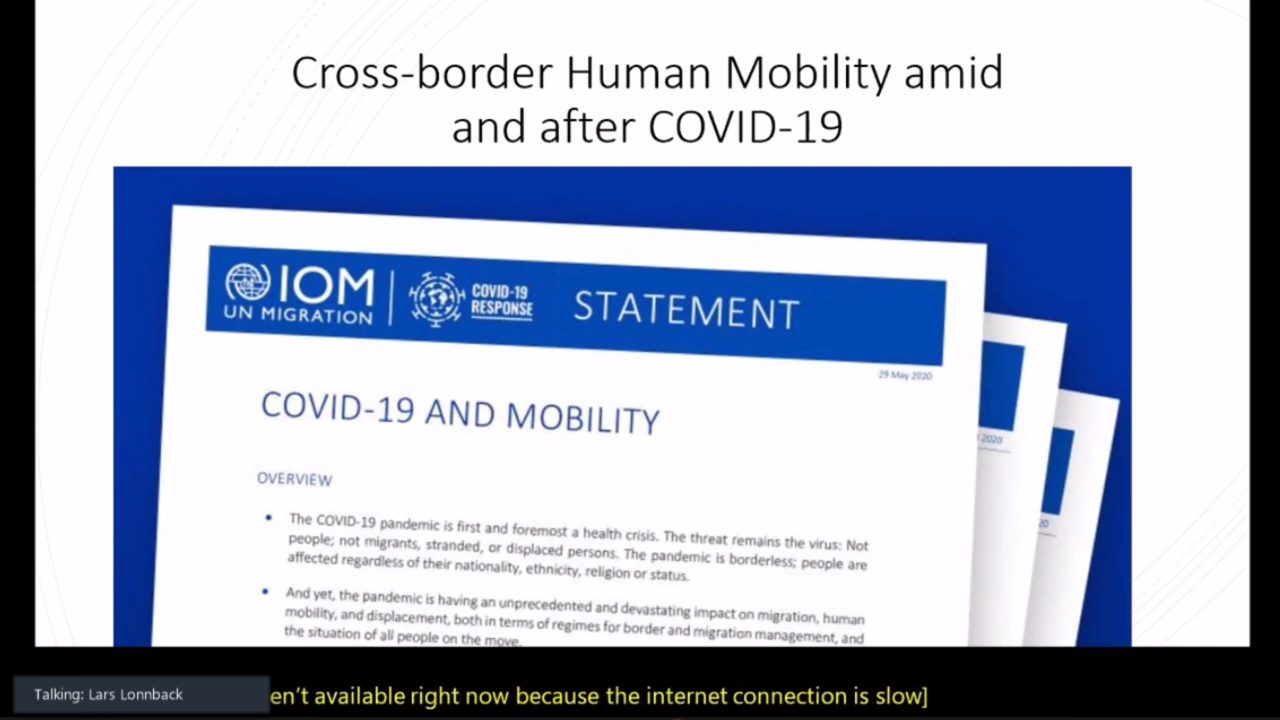 Cross-border Human Mobility amid
and after COVID-19
IOM
UN MIGRATION
COVID-19
RESPONSE
STATEMENT
29 May 2020
COVID-19 AND MOBILITY
2020
20
OVERVIEW
• The COVID-19 pandemic is first and foremost a health crisis. The threat remains the virus: Not
people; not migrants, stranded, or displaced persons. The pandemic is borderless; people are
affected regardless of their nationality, ethnicity, religion or status.
• And yet, the pandemic is having an unprecedented and devastating impact on migration, human
mobility, and displacement, both in terms of regimes for border and migration management, and
the situation of all people on the move.
Talking: Lars Lonnback
en't available right now because the internet connection is slow]